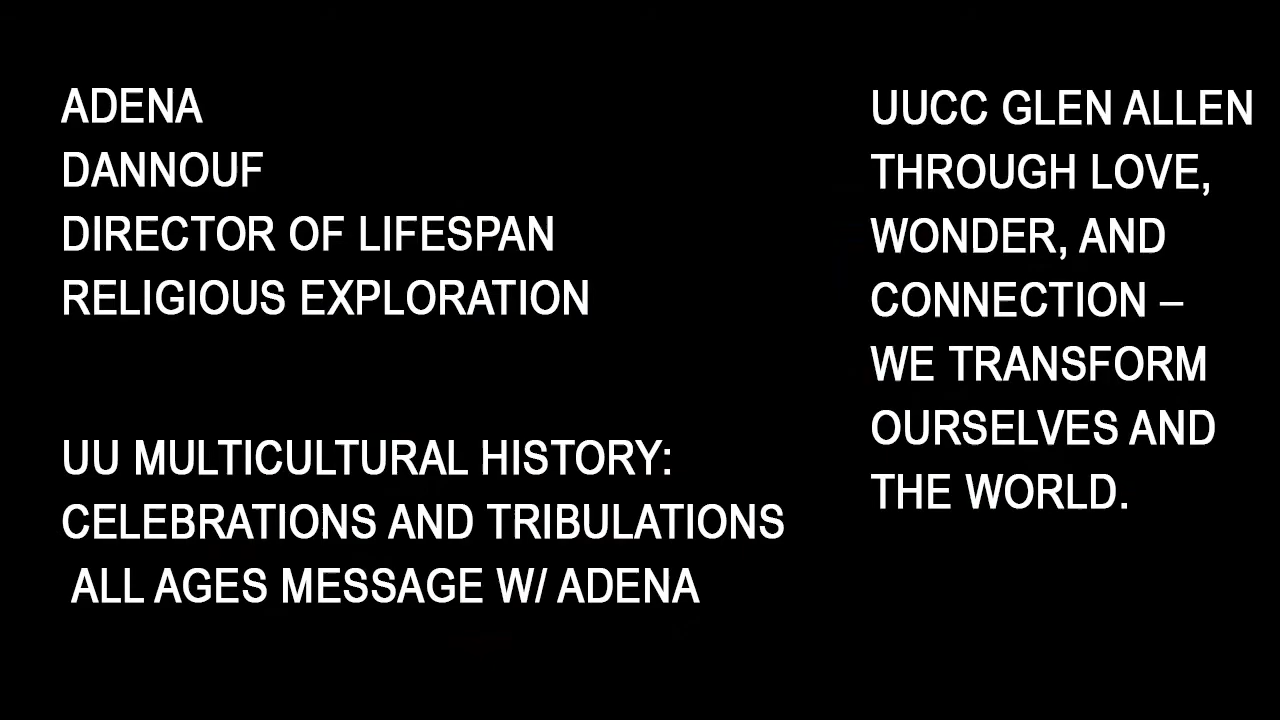 ADENA
DANNOUF
DIRECTOR OF LIFESPAN
RELIGIOUS EXPLORATION
UU MULTICULTURAL HISTORY:
CELEBRATIONS AND TRIBULATIONS
ALL AGES MESSAGE W/ ADENA
UUCC GLEN ALLEN
THROUGH LOVE,
WONDER, AND
CONNECTION –
WE TRANSFORM
OURSELVES AND
THE WORLD.